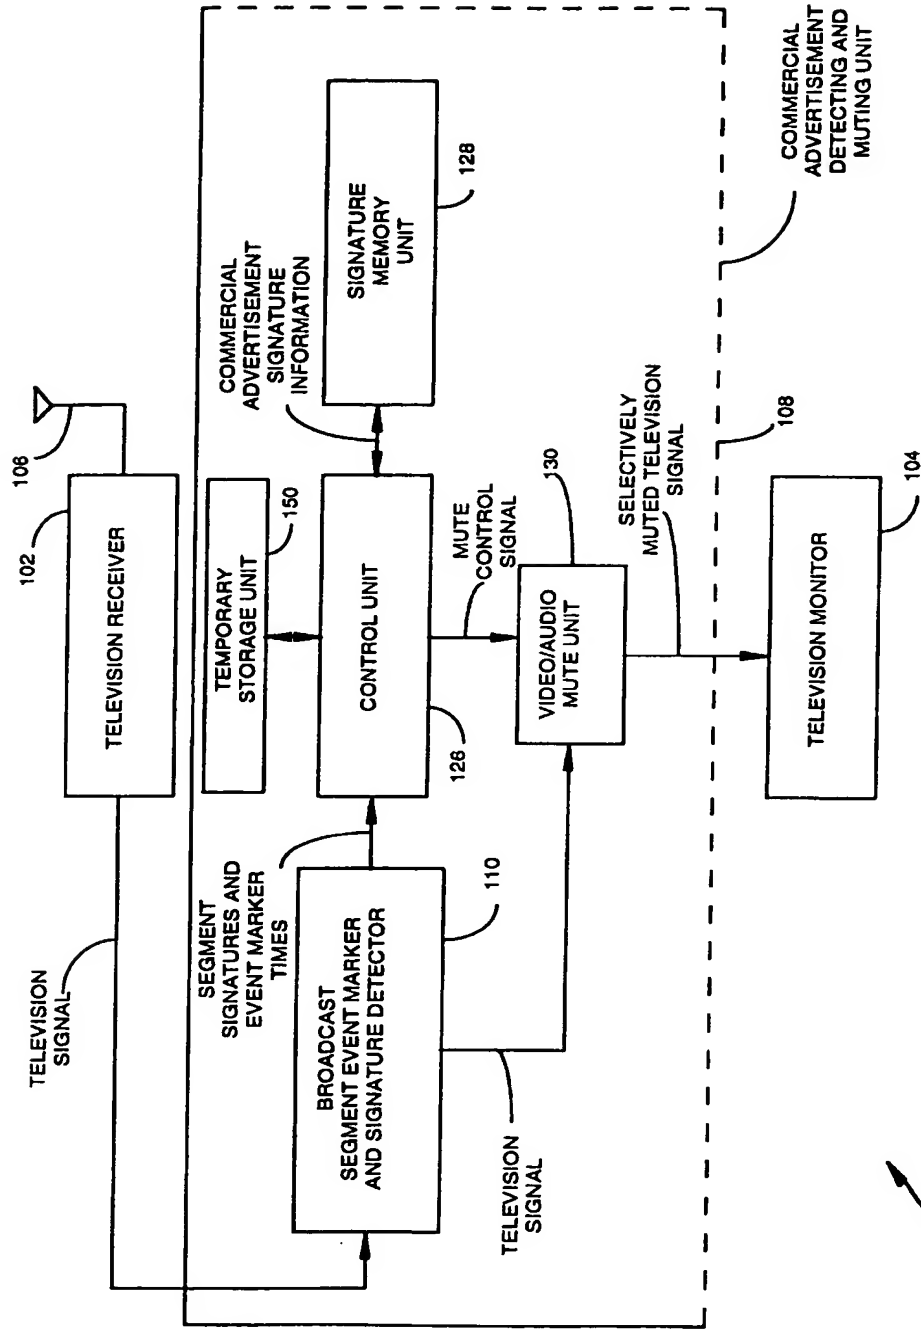 106
102
TELEVISION RECEIVER
TELEVISION
SIGNAL
COMMERCIAL
ADVERTISEMENT
SIGNATURE
INFORMATION
TEMPORARY
STORAGE UNIT
150
SIGNATURE
MEMORY
UNIT
128
SEGMENT
SIGNATURES AND
EVENT MARKER
TIMES
CONTROL UNIT
126
BROADCAST
SEGMENT EVENT MARKER
AND SIGNATURE DETECTOR
110
MUTE
CONTROL
SIGNAL
VIDEO/AUDIO
MUTE UNIT
130
TELEVISION
SIGNAL
SELECTIVELY
MUTED TELEVISION
SIGNAL
108
COMMERCIAL
ADVERTISEMENT
DETECTING AND
MUTING UNIT
TELEVISION MONITOR
104